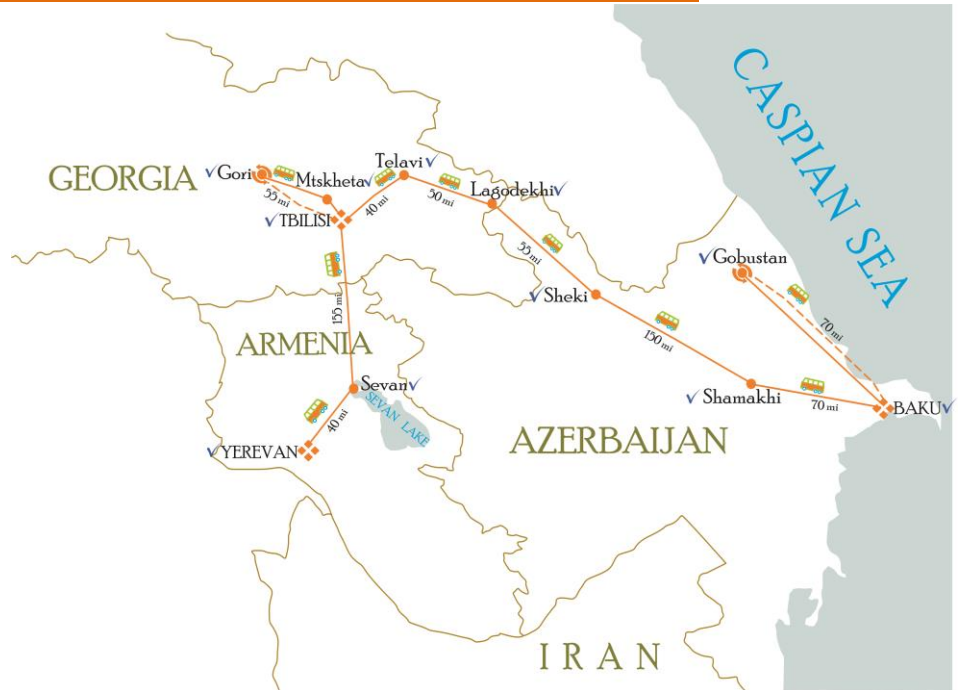 CASPIAN SEA
GEORGIA
Gori
Mtskheta
Telavi
Lagodekhi
55 mi
TBILISI
40 mi
50 mi
55 mi
Gobustan
Sheki
70 mi
155 mi
150 mi
ARMENIA
Sevan
SEVAN LAKE
Shamakhi
70 mi
BAKU
40 mi
YEREVAN
AZERBAIJAN
IRAN